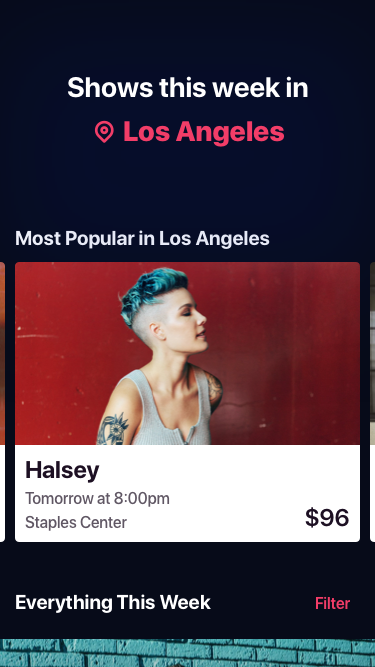 Shows this week in
Los Angeles
Most Popular in Los Angeles
Halsey
Tomorrow at 8:00pm
Staples Center
$96
Everything This Week
Filter